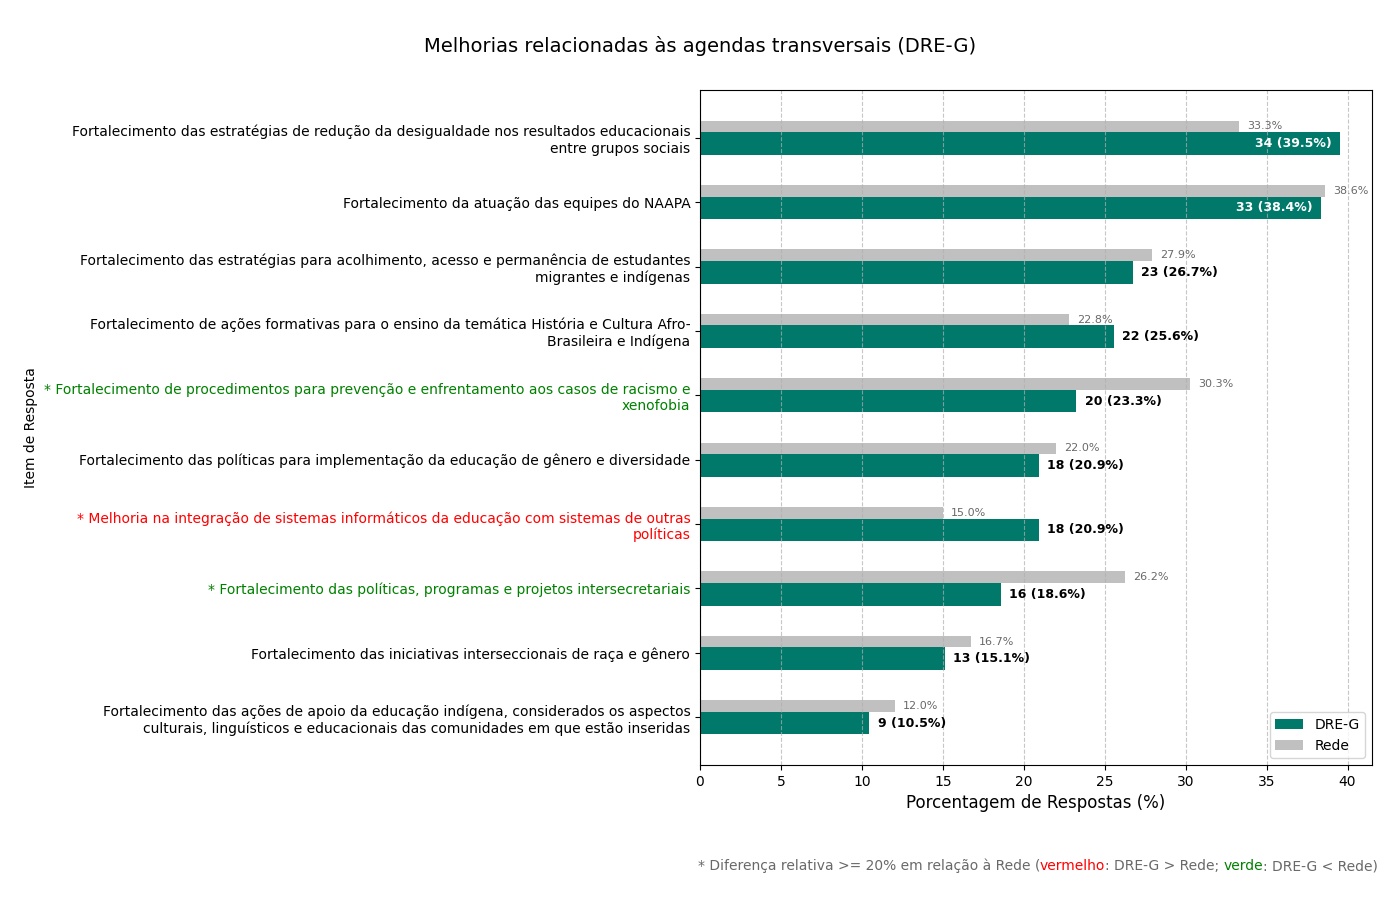 Melhorias relacionadas às agendas transversais (DRE-G)
Fortalecimento das estratégias de redução da desigualdade nos resultados educacionais
entre grupos sociais
33.3%
34 (39.5%)
Fortalecimento da atuação das equipes do NAAPA
38.6%
33 (38.4%)
Fortalecimento das estratégias para acolhimento, acesso e permanência de estudantes
migrantes e indígenas
27.9%
23 (26.7%)
Fortalecimento de ações formativas para o ensino da temática História e Cultura Afro-
Brasileira e Indígena
22.8%
22 (25.6%)
* Fortalecimento de procedimentos para prevenção e enfrentamento aos casos de racismo e
xenofobia
30.3%
20 (23.3%)
Fortalecimento das políticas para implementação da educação de gênero e diversidade
22.0%
18 (20.9%)
* Melhoria na integração de sistemas informáticos da educação com sistemas de outras
políticas
15.0%
18 (20.9%)
* Fortalecimento das políticas, programas e projetos intersecretariais
26.2%
16 (18.6%)
Fortalecimento das iniciativas interseccionais de raça e gênero
16.7%
13 (15.1%)
Fortalecimento das ações de apoio da educação indígena, considerados os aspectos
culturais, linguísticos e educacionais das comunidades em que estão inseridas
12.0%
9 (10.5%)
Item de Resposta
DRE-G
Rede
0 5 10 15 20 25 30 35 40
Porcentagem de Respostas (%)
* Diferença relativa >= 20% em relação à Rede (vermelho: DRE-G > Rede; verde: DRE-G < Rede)